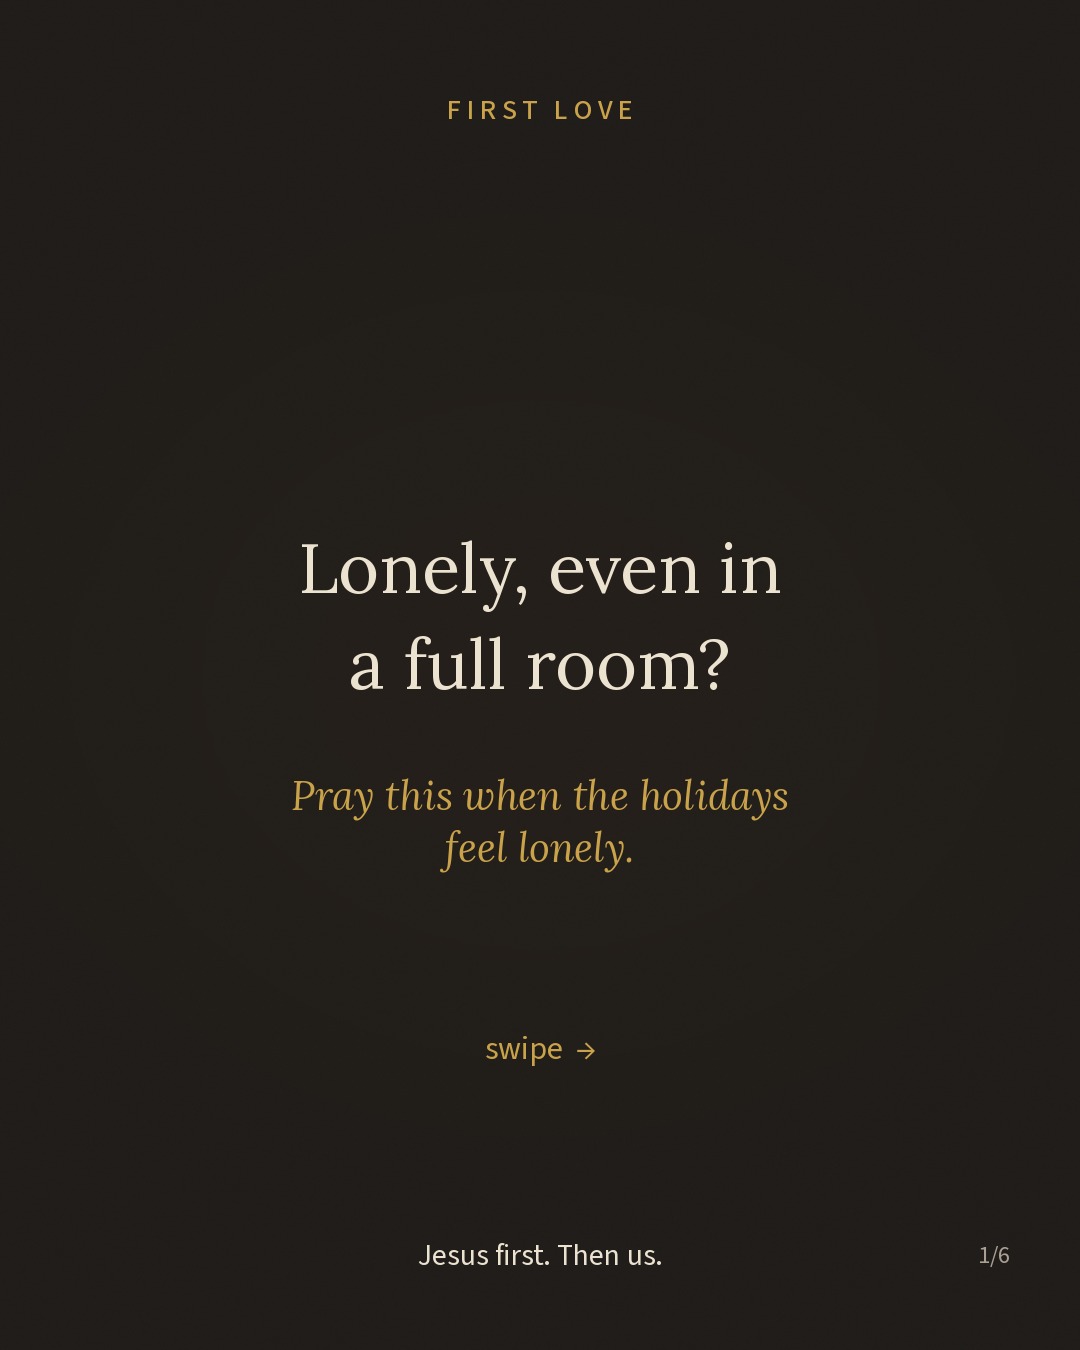 FIRST LOVE
Lonely, even in
a full room?
Pray this when the holidays
feel lonely.
swipe →
Jesus first. Then us.
1/6